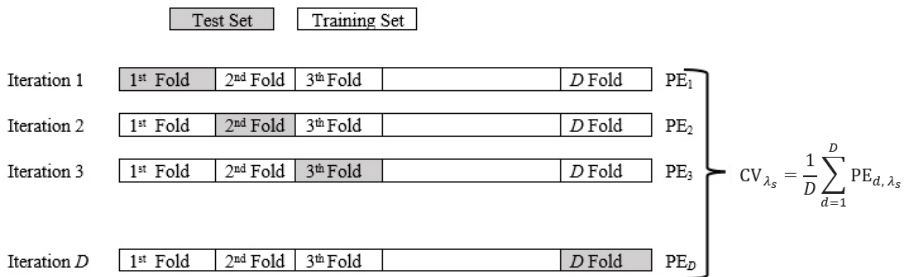 Test Set Training Set
Iteration 1 1st Fold 2nd Fold 3th Fold D Fold PE1
Iteration 2 1st Fold 2nd Fold 3th Fold D Fold PE2
Iteration 3 1st Fold 2nd Fold 3th Fold D Fold PE3
CVλs = 1/D ∑d=1D PEd, λs
Iteration D 1st Fold 2nd Fold 3th Fold D Fold PED